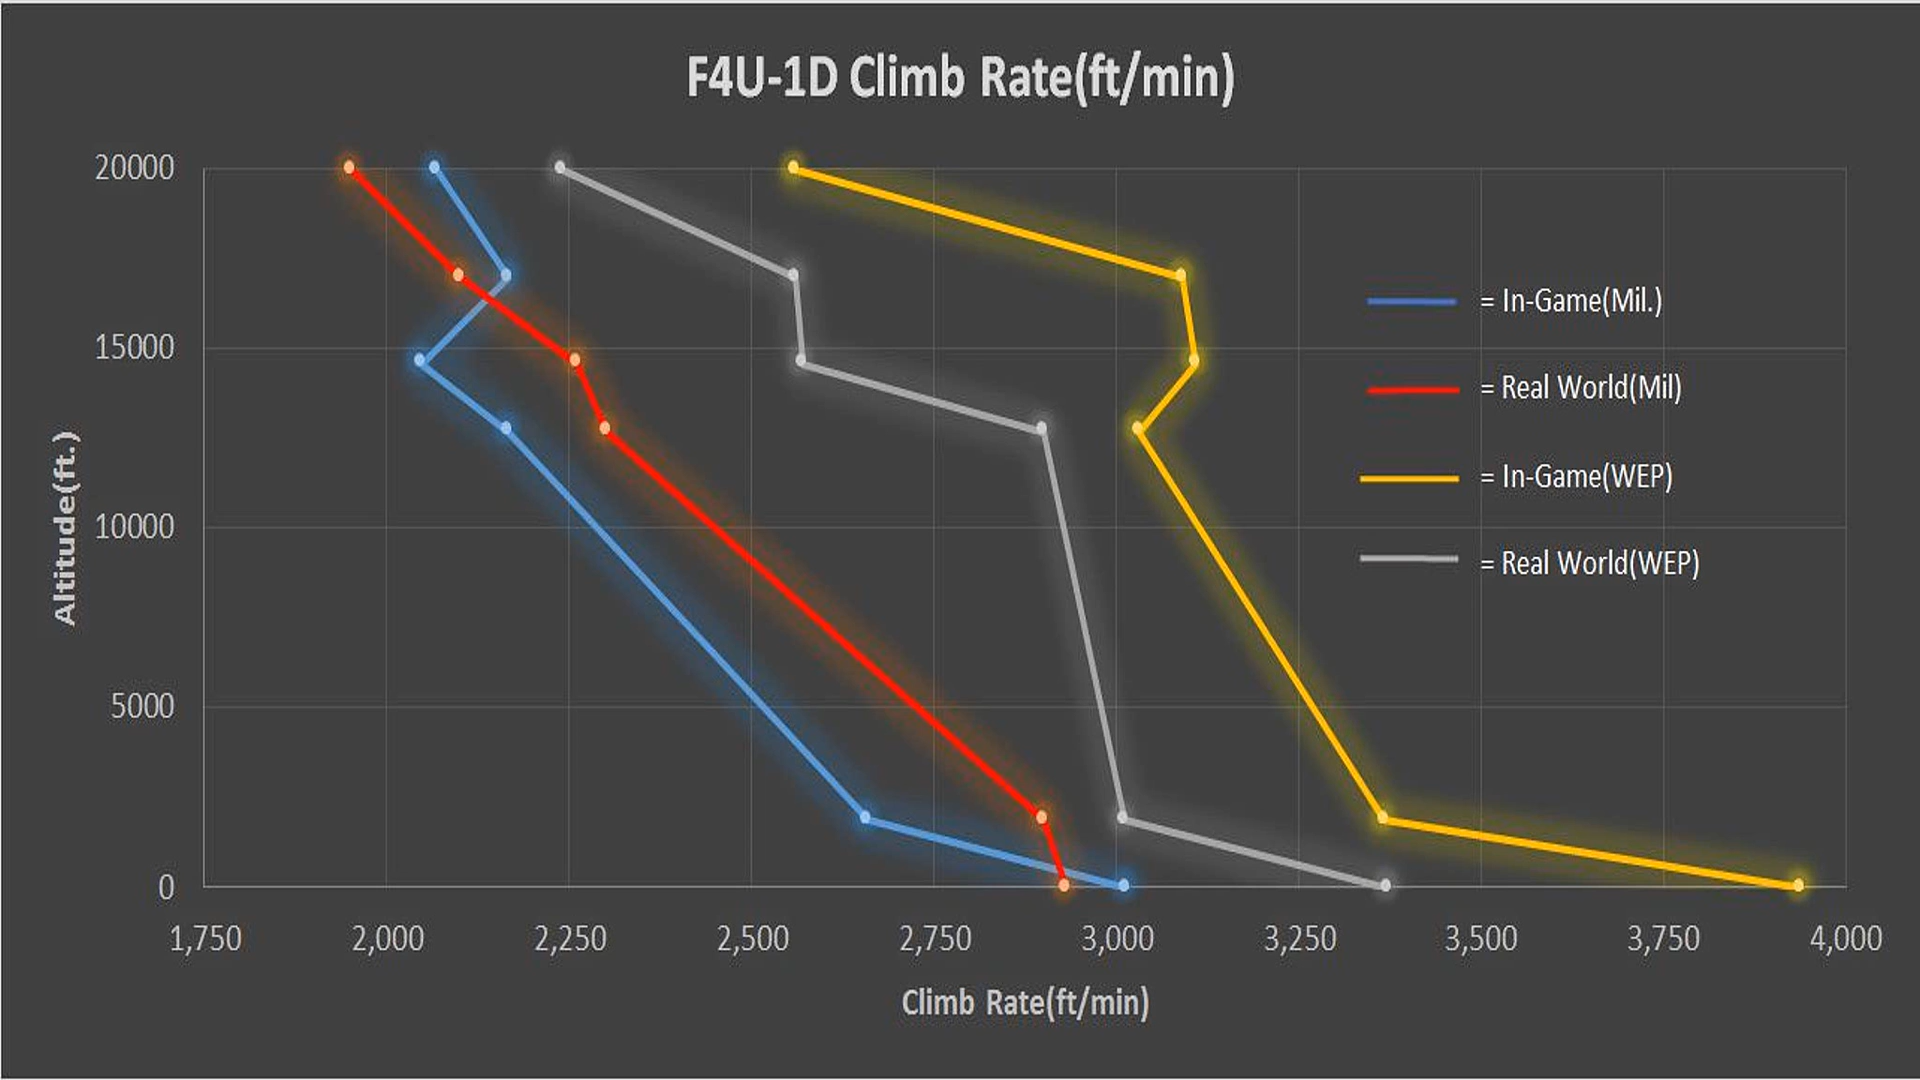 F4U-1D Climb Rate(ft/min)
20000
15000
10000
5000
0
Altitude(ft.)
1,750 2,000 2,250 2,500 2,750 3,000 3,250 3,500 3,750 4,000
Climb Rate(ft/min)
= In-Game(Mil.)
= Real World(Mil)
= In-Game(WEP)
= Real World(WEP)